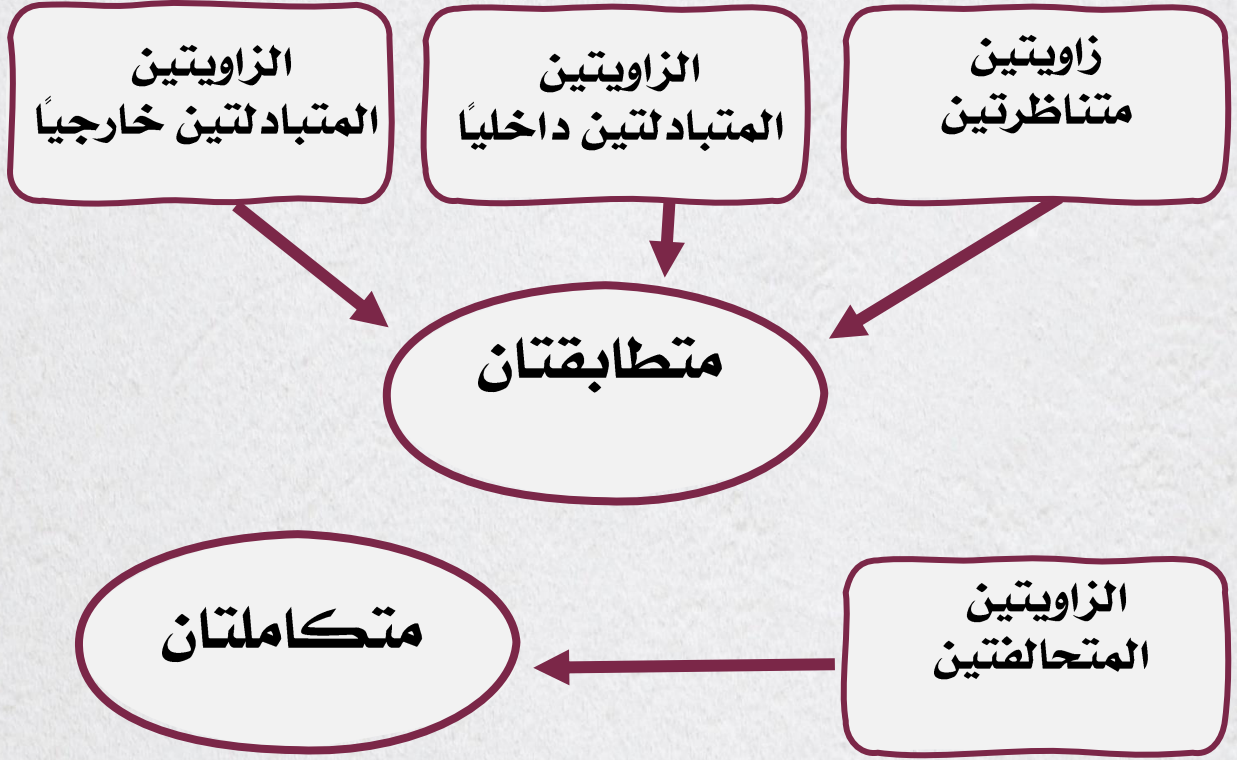 زاويتين
متناظرتين
الزاويتين
المتبادلتين داخلياً
الزاويتين
المتبادلتين خارجياً
متطابقتان
الزاويتين
المتحالفتين
متكاملتان